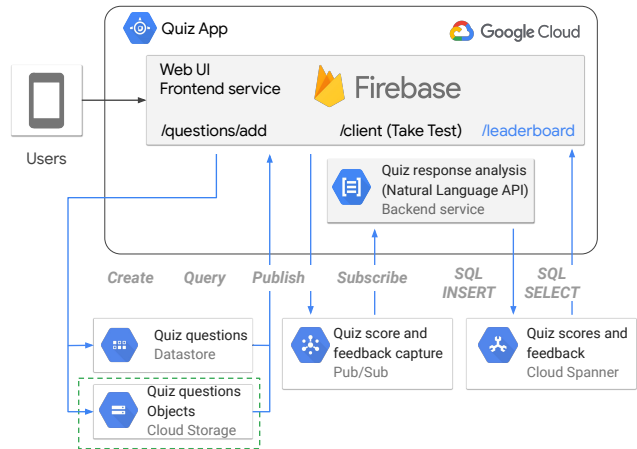 Quiz App
Google Cloud
Web UI
Frontend service
Firebase
/questions/add
/client (Take Test)
/leaderboard
Users
Quiz response analysis
(Natural Language API)
Backend service
Create
Query
Publish
Subscribe
SQL
INSERT
SQL
SELECT
Quiz questions
Datastore
Quiz score and
feedback capture
Pub/Sub
Quiz scores and
feedback
Cloud Spanner
Quiz questions
Objects
Cloud Storage